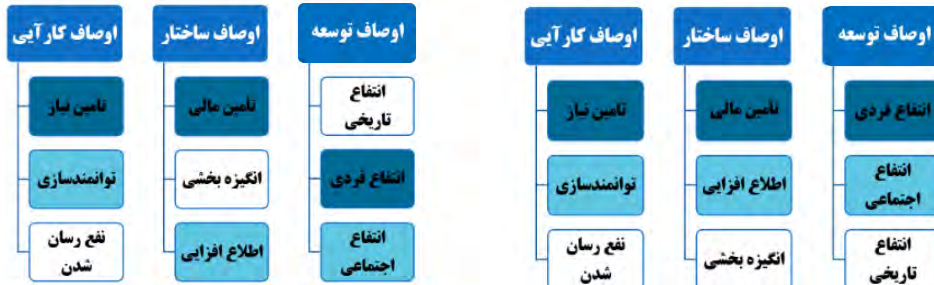 اوصاف توسعه
انتفاع
تاریخی
انتفاع فردی
انتفاع
اجتماعی
اوصاف ساختار
تأمین مالی
انگیزه بخشی
اطلاع افزایی
اوصاف کارآیی
تامین نیاز
توانمندسازی
نفع رسان
شدن
اوصاف توسعه
انتفاع فردی
انتفاع
اجتماعی
انتفاع
تاریخی
اوصاف ساختار
تأمین مالی
اطلاع افزایی
انگیزه بخشی
اوصاف کارآیی
تامین نیاز
توانمندسازی
نفع رسان
شدن